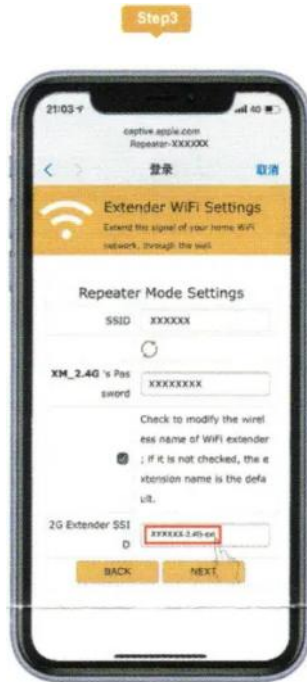 Step3
21:03
4G
captive.apple.com
Repeater-XXXXXX
登录
取消
Extender WiFi Settings
Extend the signal of your home WiFi
network, through the wall.
Repeater Mode Settings
SSID XXXXXX
XM_2.4G 's Pas
sword
XXXXXXXX
Check to modify the wirel
ess name of WiFi extender
; if it is not checked, the e
xtension name is the defa
ult.
2G Extender SSI
D
XXXXXX-2.4G-ext
BACK NEXT